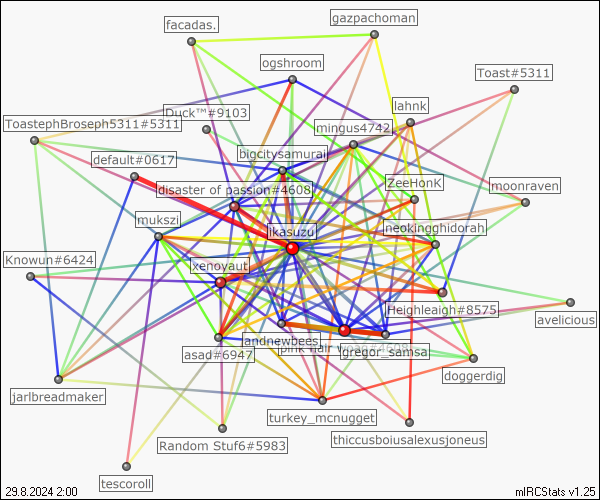 gazpachoman
facadas.
ogshroom
Toast#5311
lahnk
Duck™#9103
ToastephBroseph5311#5311
mingus4742
bigcitysamurai
default#0617
ZeeHonK
moonraven
disaster of passion#4608
mukszi
neokingghidorah
ikasuzu
Knowun#6424
xenoyaut
Heighleaigh#8575
avelicious
landnewbees
pink hair
gregor_samsa
asad#6947
doggerdig
jarlbreadmaker
turkey_mcnugget
thiccusboiusalexusjoneus
Random Stuf6#5983
tescoroll
29.8.2024 2:00
mIRCStats v1.25